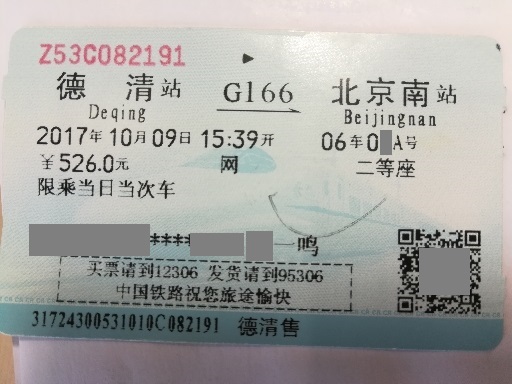 Z53C082191
德清站 G166 北京南站
Deqing Beijingnan
2017年10月09日 15:39开 06车0 A号
￥526.0元 网 二等座
限乘当日当次车
**** 一鸣
买票请到12306 发货请到95306
中国铁路祝您旅途愉快
31724300531010C082191 德清售